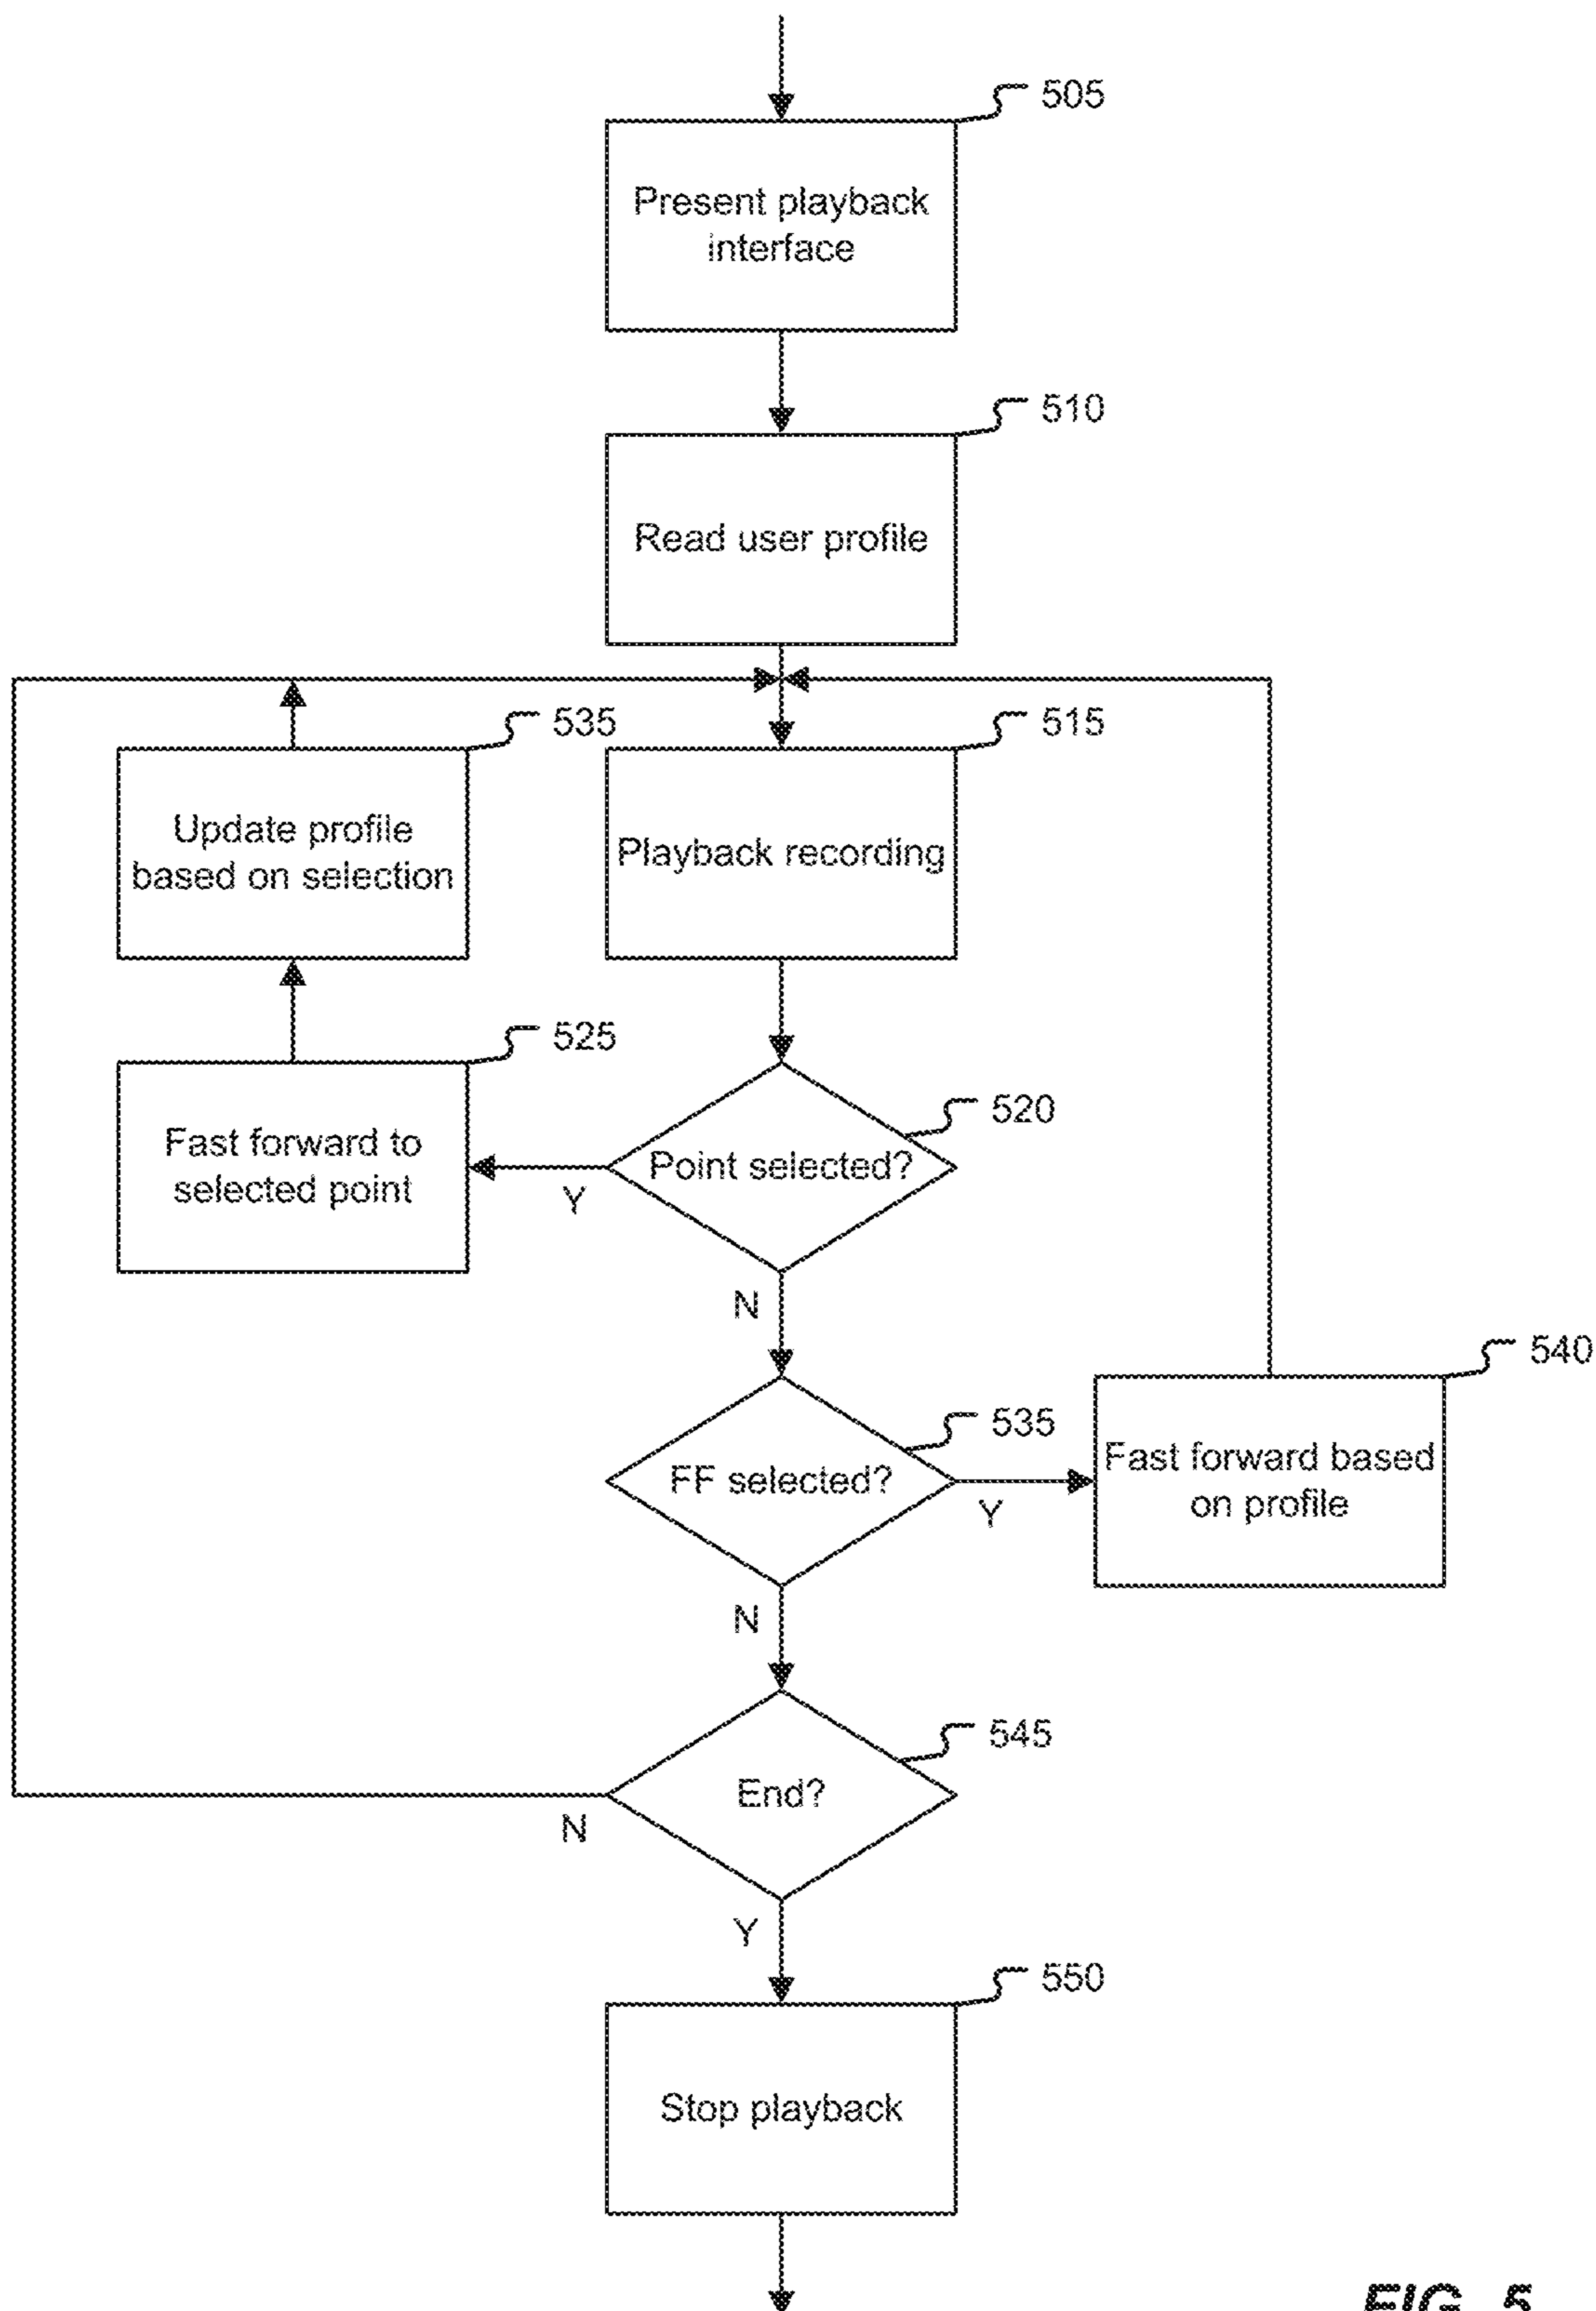 505
Present playback
interface
510
Read user profile
535
Update profile
based on selection
515
Playback recording
525
Fast forward to
selected point
520
Point selected?
Y
N
535
FF selected?
Y
N
540
Fast forward based
on profile
545
End?
N
Y
550
Stop playback
FIG. 5